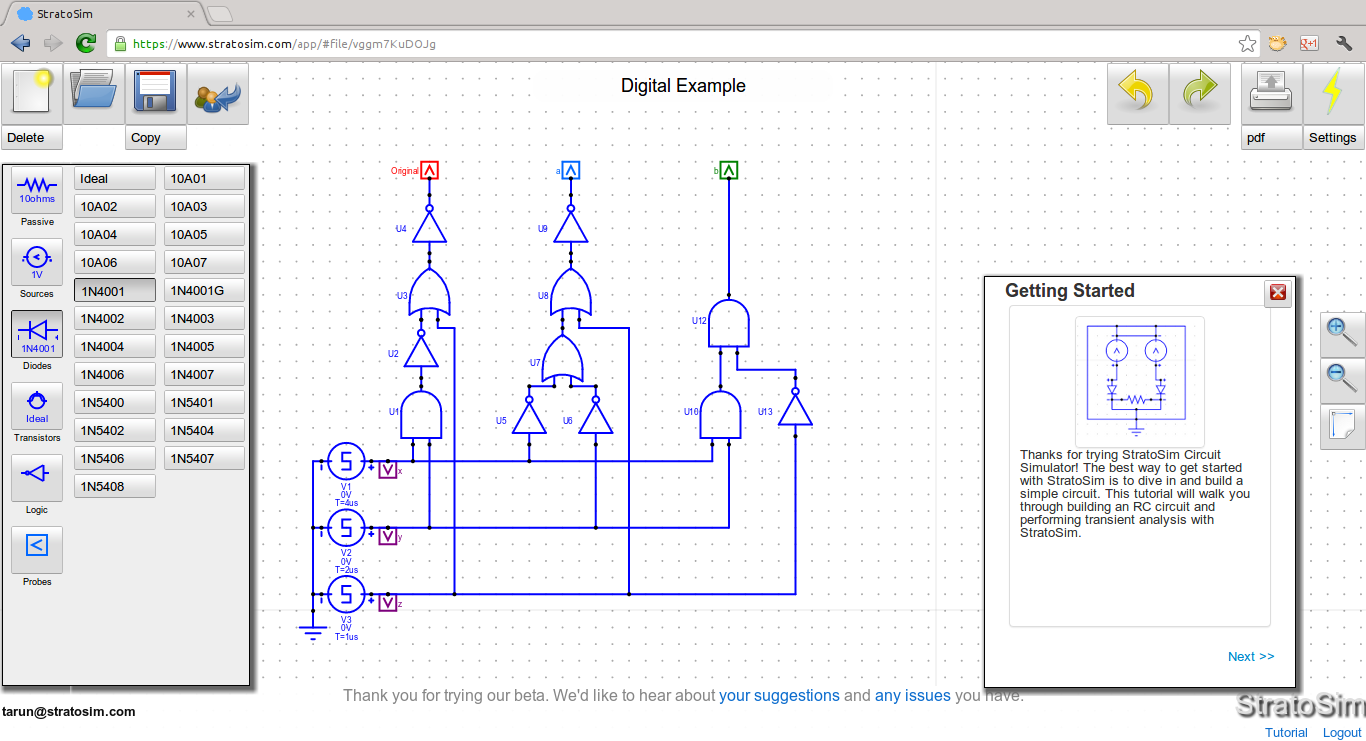 StratoSim
https://www.stratosim.com/app/#file/vggm7KuDOJg
Delete
Copy
Digital Example
pdf
Settings
10ohms
Passive
1V
Sources
1N4001
Diodes
Ideal
Transistors
Logic
Probes
Ideal
10A01
10A02
10A03
10A04
10A05
10A06
10A07
1N4001
1N4001G
1N4002
1N4003
1N4004
1N4005
1N4006
1N4007
1N5400
1N5401
1N5402
1N5404
1N5406
1N5407
1N5408
Original
a
b
U4
U9
U3
U8
U12
U2
U7
U1
U5
U6
U10
U13
x
V1
0V
T=4us
y
V2
0V
T=2us
z
V3
0V
T=1us
Getting Started
Thanks for trying StratoSim Circuit
Simulator! The best way to get started
with StratoSim is to dive in and build a
simple circuit. This tutorial will walk you
through building an RC circuit and
performing transient analysis with
StratoSim.
Next >>
Thank you for trying our beta. We'd like to hear about your suggestions and any issues you have.
tarun@stratosim.com
StratoSim
Tutorial
Logout